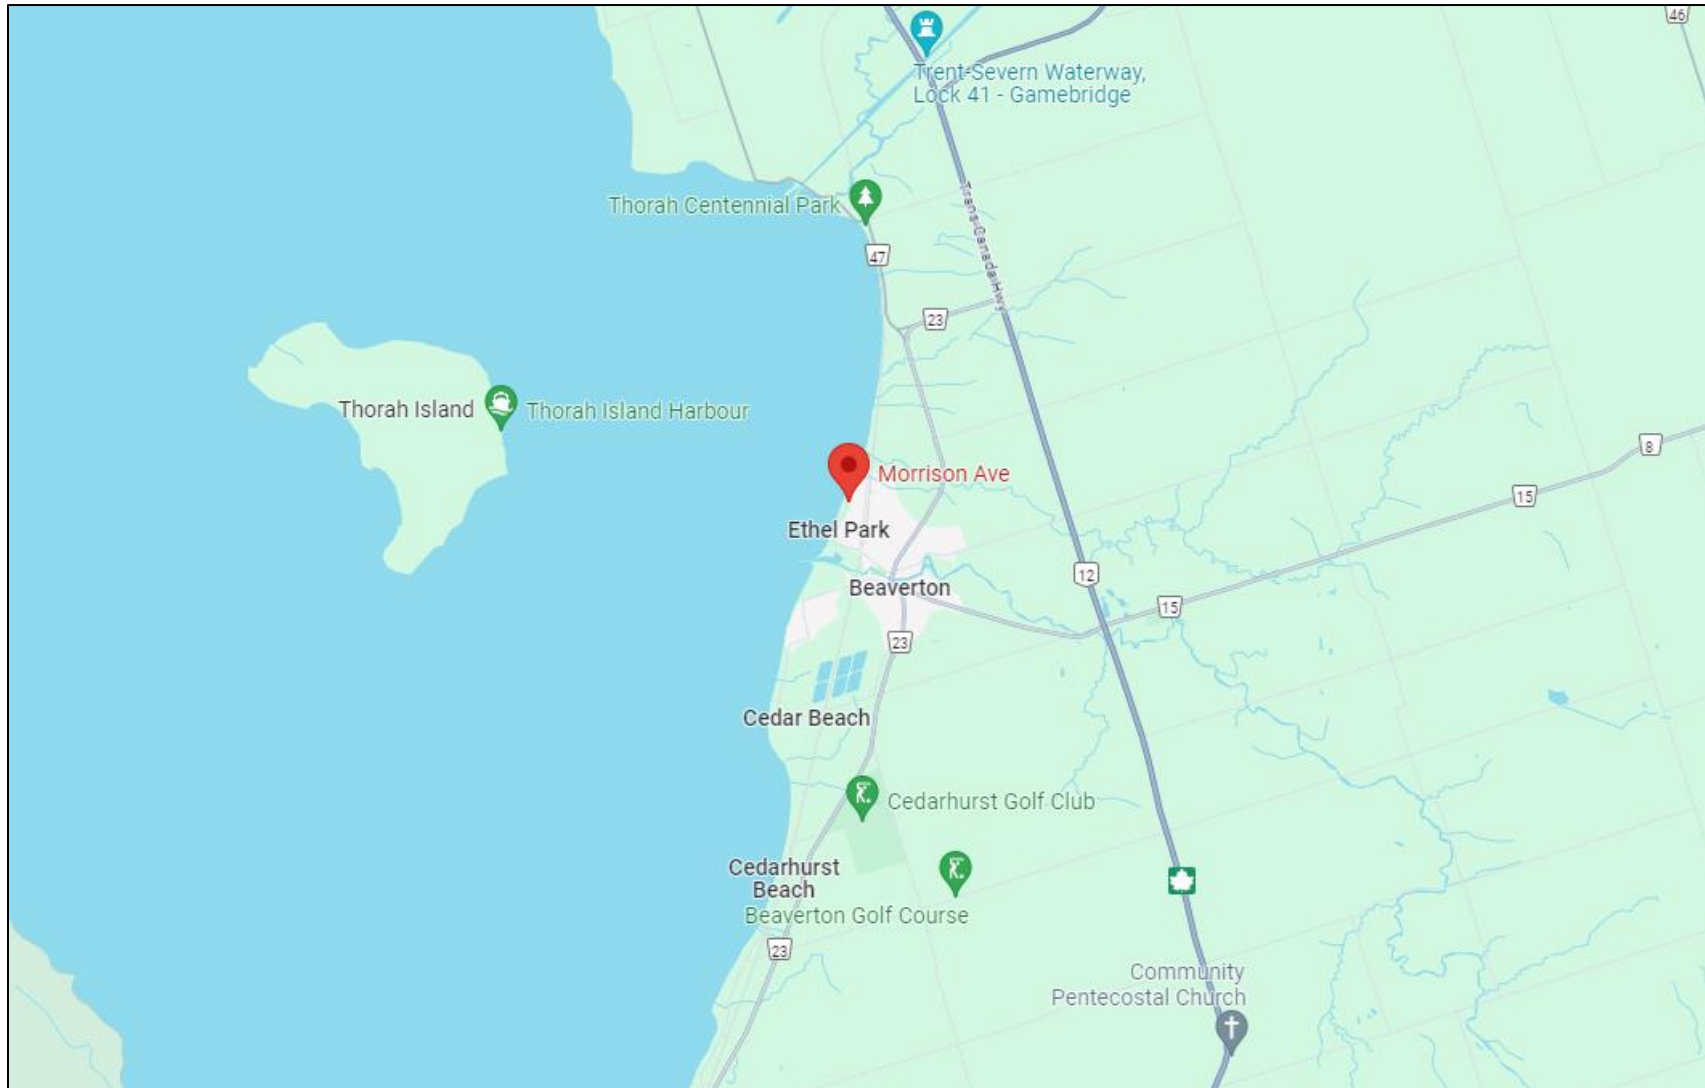 46
Trent-Severn Waterway,
Lock 41 - Gamebridge
Trans-Canada Hwy
Thorah Centennial Park
47
23
Thorah Island
Thorah Island Harbour
8
Morrison Ave
15
Ethel Park
12
Beaverton
15
23
Cedar Beach
Cedarhurst Golf Club
Cedarhurst
Beach
Beaverton Golf Course
23
Community
Pentecostal Church